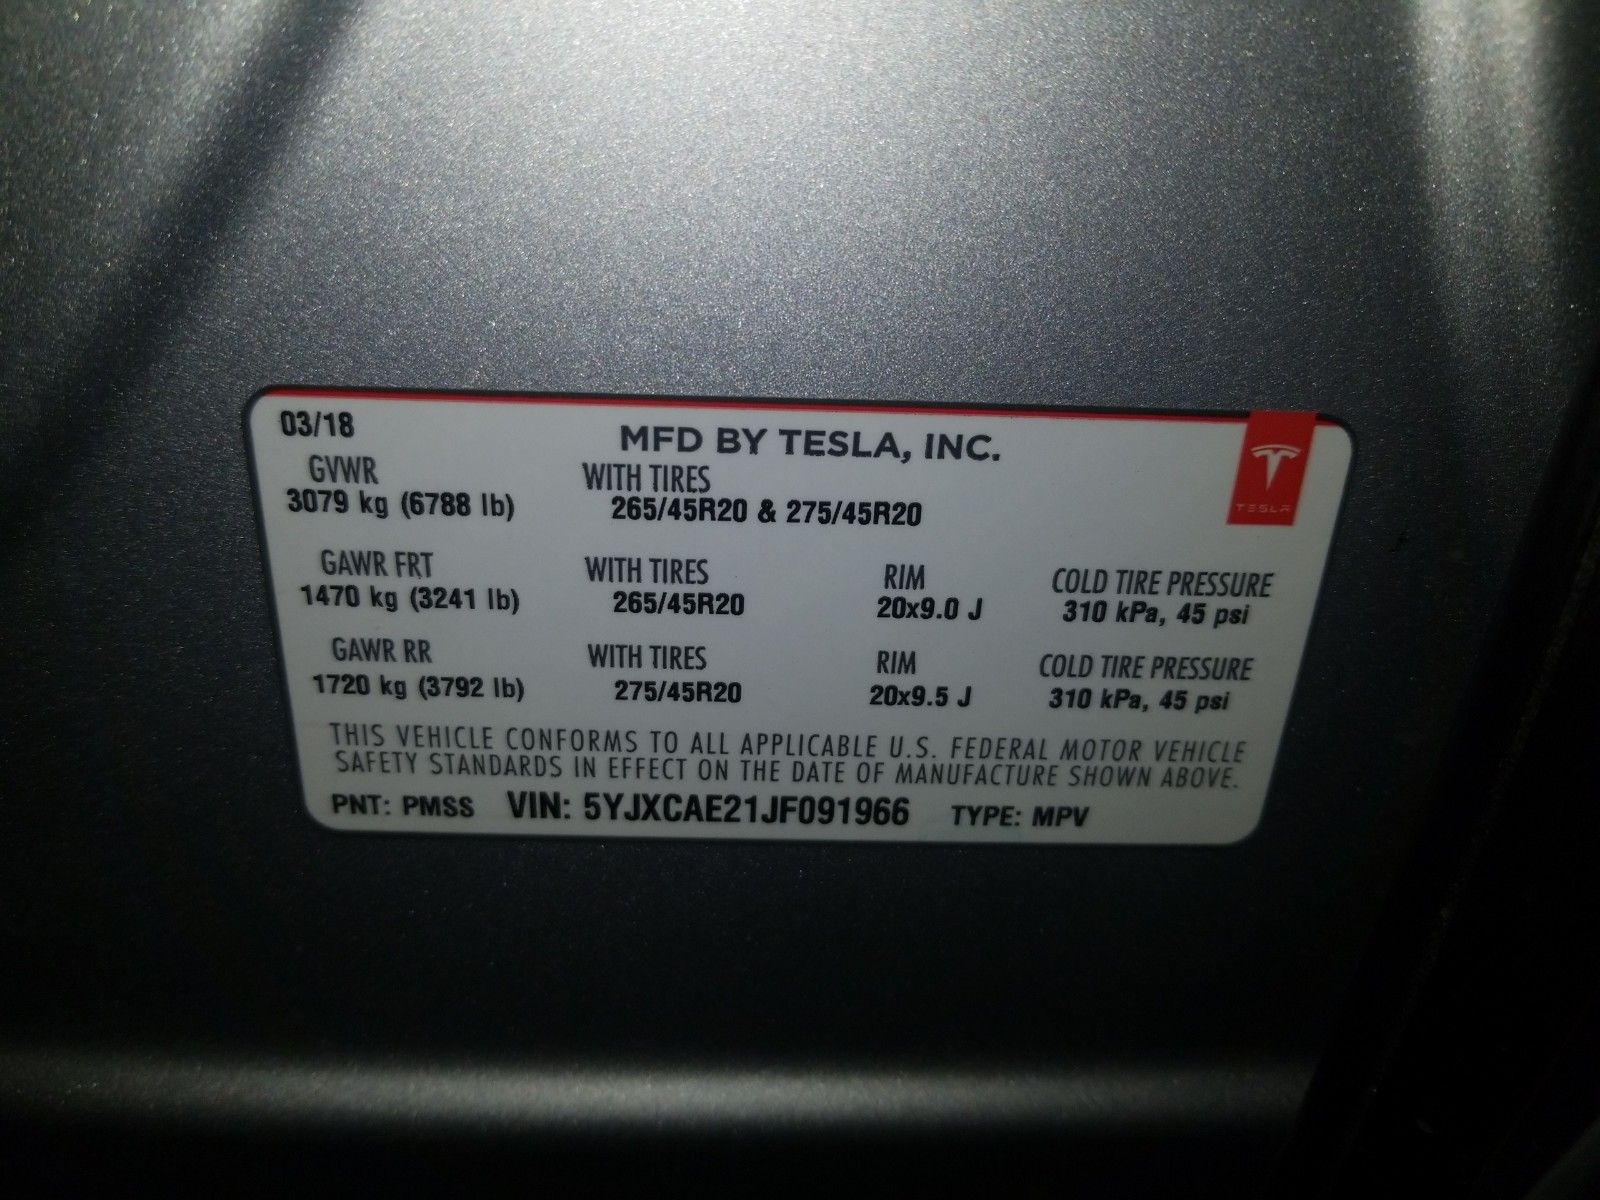 03/18
MFD BY TESLA, INC.
TESLA
GVWR WITH TIRES
3079 kg (6788 lb) 265/45R20 & 275/45R20
GAWR FRT WITH TIRES RIM COLD TIRE PRESSURE
1470 kg (3241 lb) 265/45R20 20x9.0 J 310 kPa, 45 psi
GAWR RR WITH TIRES RIM COLD TIRE PRESSURE
1720 kg (3792 lb) 275/45R20 20x9.5 J 310 kPa, 45 psi
THIS VEHICLE CONFORMS TO ALL APPLICABLE U.S. FEDERAL MOTOR VEHICLE
SAFETY STANDARDS IN EFFECT ON THE DATE OF MANUFACTURE SHOWN ABOVE.
PNT: PMSS VIN: 5YJXCAE21JF091966 TYPE: MPV